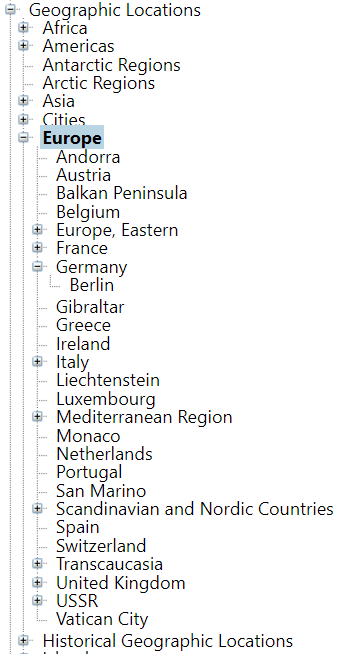 Geographic Locations
Africa
Americas
Antarctic Regions
Arctic Regions
Asia
Cities
Europe
Andorra
Austria
Balkan Peninsula
Belgium
Europe, Eastern
France
Germany
Berlin
Gibraltar
Greece
Ireland
Italy
Liechtenstein
Luxembourg
Mediterranean Region
Monaco
Netherlands
Portugal
San Marino
Scandinavian and Nordic Countries
Spain
Switzerland
Transcaucasia
United Kingdom
USSR
Vatican City
Historical Geographic Locations